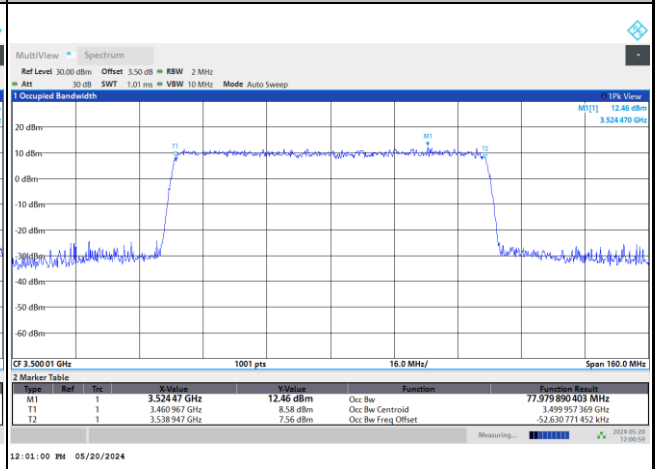 MultiView Spectrum
Ref Level 30.00 dBm Offset 3.50 dB RBW 2 MHz
Att 30 dB SWT 1.01 ms VBW 10 MHz Mode Auto Sweep
1 Occupied Bandwidth 1Pk View
M1[1] 12.46 dBm
3.524 470 GHz
20 dBm
M1
T1
T2
10 dBm
0 dBm
-10 dBm
-20 dBm
-30 dBm
-40 dBm
-50 dBm
-60 dBm
CF 3.500 01 GHz 1001 pts 16.0 MHz/ Span 160.0 MHz
2 Marker Table
Type Ref Trc X-Value Y-Value Function Function Result
M1 1 3.524 47 GHz 12.46 dBm Occ Bw 77.979 890 403 MHz
T1 1 3.460 967 GHz 8.58 dBm Occ Bw Centroid 3.499 957 369 GHz
T2 1 3.538 947 GHz 7.56 dBm Occ Bw Freq Offset -52.630 771 452 kHz
Measuring... 2024-05-20
12:00:59
12:01:00 PM 05/20/2024